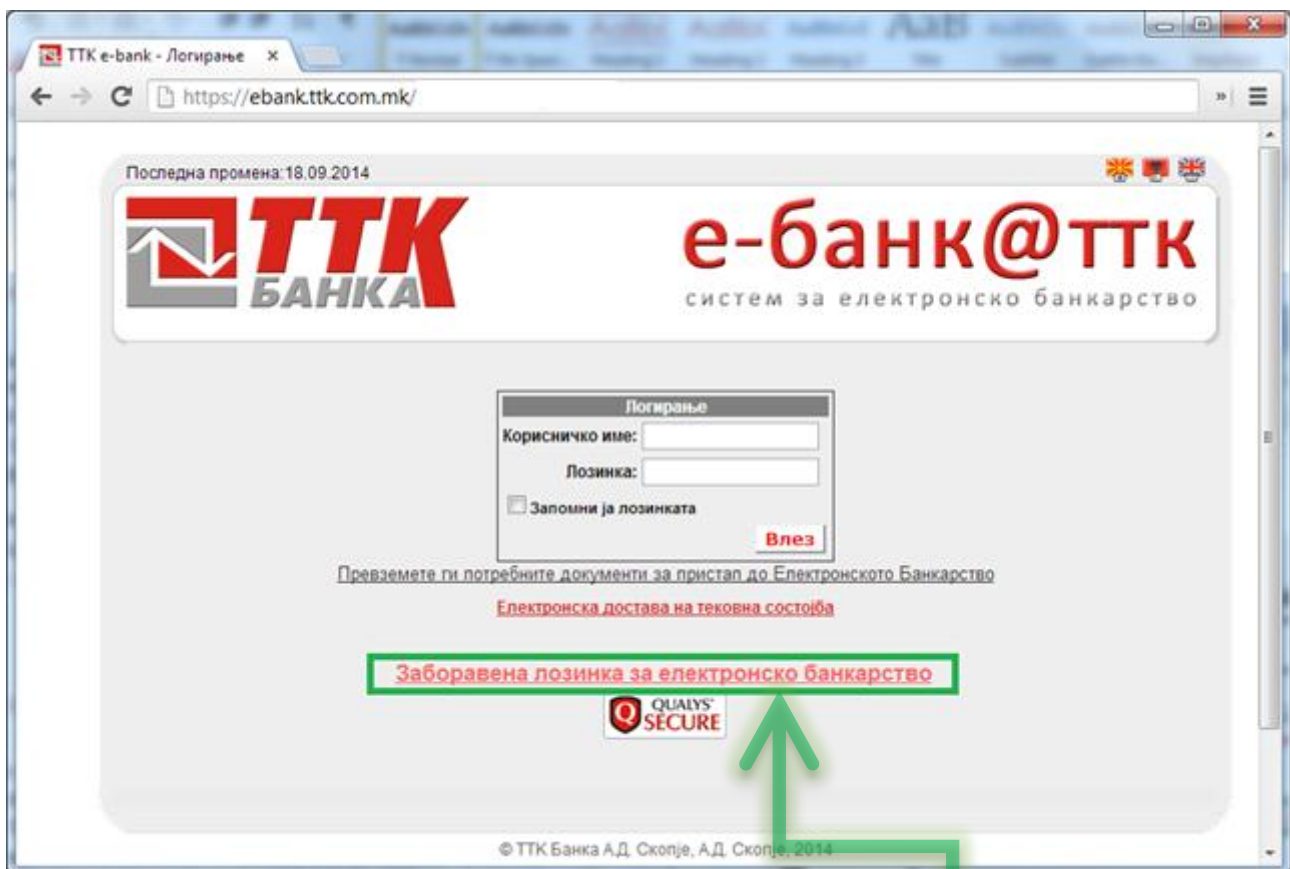 TTK e-bank - Логирање
https://ebank.ttk.com.mk/
Последна промена:18.09.2014
ТТК
БАНКА
е-банк@ттк
систем за електронско банкарство
Логирање
Корисничко име:
Лозинка:
Запомни ја лозинката
Влез
Превземете ги потребните документи за пристап до Електронското Банкарство
Електронска достава на тековна состојба
Заборавена лозинка за електронско банкарство
QUALYS'
SECURE
© ТТК Банка А.Д. Скопје, А.Д. Скопје, 2014